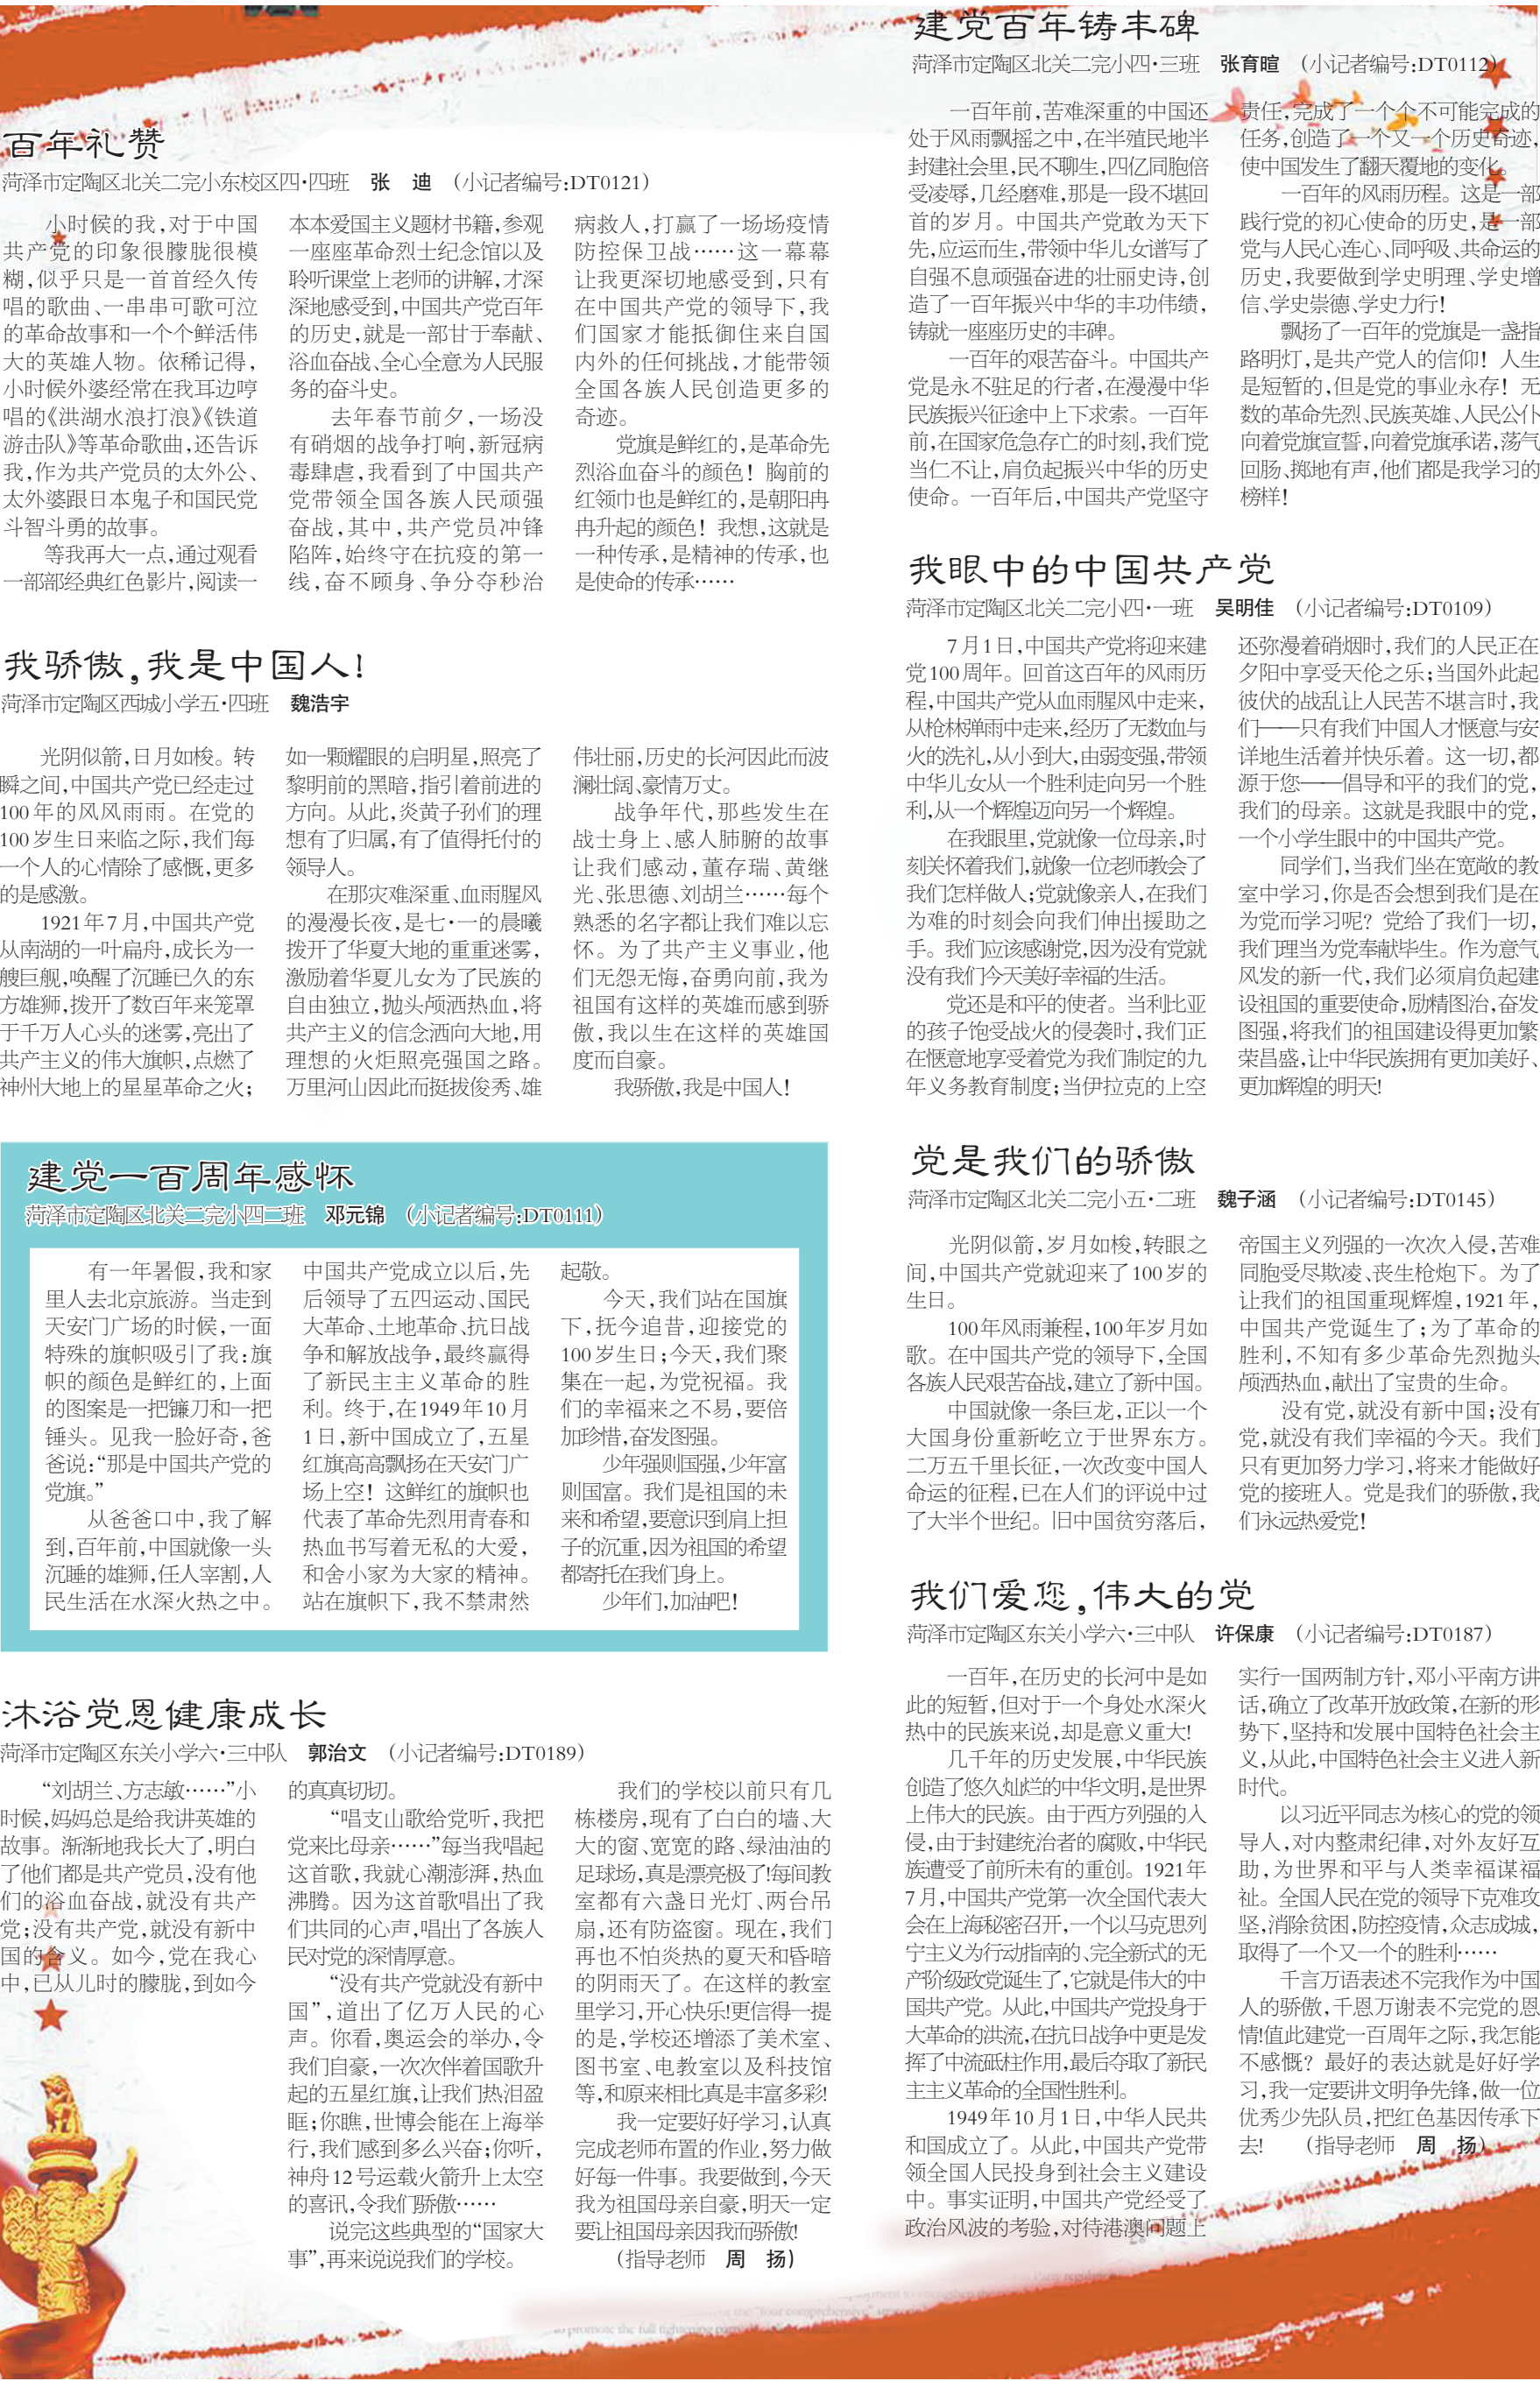 百年礼赞
菏泽市定陶区北关二完小东校区四·四班 张 迪 (小记者编号:DT0121)
小时候的我,对于中国
共产党的印象很朦胧很模
糊,似乎只是一首首经久传
唱的歌曲、一串串可歌可泣
的革命故事和一个个鲜活伟
大的英雄人物。依稀记得,
小时候外婆经常在我耳边哼
唱的《洪湖水浪打浪》《铁道
游击队》等革命歌曲,还告诉
我,作为共产党员的太外公、
太外婆跟日本鬼子和国民党
斗智斗勇的故事。
等我再大一点,通过观看
一部部经典红色影片,阅读一
本本爱国主义题材书籍,参观
一座座革命烈士纪念馆以及
聆听课堂上老师的讲解,才深
深地感受到,中国共产党百年
的历史,就是一部甘于奉献、
浴血奋战、全心全意为人民服
务的奋斗史。
去年春节前夕,一场没
有硝烟的战争打响,新冠病
毒肆虐,我看到了中国共产
党带领全国各族人民顽强
奋战,其中,共产党员冲锋
陷阵,始终守在抗疫的第一
线,奋不顾身、争分夺秒治
病救人,打赢了一场场疫情
防控保卫战……这一幕幕
让我更深切地感受到,只有
在中国共产党的领导下,我
们国家才能抵御住来自国
内外的任何挑战,才能带领
全国各族人民创造更多的
奇迹。
党旗是鲜红的,是革命先
烈浴血奋斗的颜色!胸前的
红领巾也是鲜红的,是朝阳冉
冉升起的颜色!我想,这就是
一种传承,是精神的传承,也
是使命的传承……
我骄傲,我是中国人!
菏泽市定陶区西城小学五·四班 魏浩宇
光阴似箭,日月如梭。转
瞬之间,中国共产党已经走过
100年的风风雨雨。在党的
100岁生日来临之际,我们每
一个人的心情除了感慨,更多
的是感激。
1921年7月,中国共产党
从南湖的一叶扁舟,成长为一
艘巨舰,唤醒了沉睡已久的东
方雄狮,拨开了数百年来笼罩
于千万人心头的迷雾,亮出了
共产主义的伟大旗帜,点燃了
神州大地上的星星革命之火;
如一颗耀眼的启明星,照亮了
黎明前的黑暗,指引着前进的
方向。从此,炎黄子孙们的理
想有了归属,有了值得托付的
领导人。
在那灾难深重、血雨腥风
的漫漫长夜,是七·一的晨曦
拨开了华夏大地的重重迷雾,
激励着华夏儿女为了民族的
自由独立,抛头颅洒热血,将
共产主义的信念洒向大地,用
理想的火炬照亮强国之路。
万里河山因此而挺拔俊秀、雄
伟壮丽,历史的长河因此而波
澜壮阔、豪情万丈。
战争年代,那些发生在
战士身上、感人肺腑的故事
让我们感动,董存瑞、黄继
光、张思德、刘胡兰……每个
熟悉的名字都让我们难以忘
怀。为了共产主义事业,他
们无怨无悔,奋勇向前,我为
祖国有这样的英雄而感到骄
傲,我以生在这样的英雄国
度而自豪。
我骄傲,我是中国人!
建党一百周年感怀
菏泽市定陶区北关二完小四二班 邓元锦 (小记者编号:DT0111)
有一年暑假,我和家
里人去北京旅游。当走到
天安门广场的时候,一面
特殊的旗帜吸引了我:旗
帜的颜色是鲜红的,上面
的图案是一把镰刀和一把
锤头。见我一脸好奇,爸
爸说:“那是中国共产党的
党旗。”
从爸爸口中,我了解
到,百年前,中国就像一头
沉睡的雄狮,任人宰割,人
民生活在水深火热之中。
中国共产党成立以后,先
后领导了五四运动、国民
大革命、土地革命、抗日战
争和解放战争,最终赢得
了新民主主义革命的胜
利。终于,在1949年10月
1日,新中国成立了,五星
红旗高高飘扬在天安门广
场上空!这鲜红的旗帜也
代表了革命先烈用青春和
热血书写着无私的大爱,
和舍小家为大家的精神。
站在旗帜下,我不禁肃然
起敬。
今天,我们站在国旗
下,抚今追昔,迎接党的
100岁生日;今天,我们聚
集在一起,为党祝福。我
们的幸福来之不易,要倍
加珍惜,奋发图强。
少年强则国强,少年富
则国富。我们是祖国的未
来和希望,要意识到肩上担
子的沉重,因为祖国的希望
都寄托在我们身上。
少年们,加油吧!
沐浴党恩健康成长
菏泽市定陶区东关小学六·三中队 郭治文 (小记者编号:DT0189)
“刘胡兰、方志敏……”小
时候,妈妈总是给我讲英雄的
故事。渐渐地我长大了,明白
了他们都是共产党员,没有他
们的浴血奋战,就没有共产
党;没有共产党,就没有新中
国的含义。如今,党在我心
中,已从儿时的朦胧,到如今
的真真切切。
“唱支山歌给党听,我把
党来比母亲……”每当我唱起
这首歌,我就心潮澎湃,热血
沸腾。因为这首歌唱出了我
们共同的心声,唱出了各族人
民对党的深情厚意。
“没有共产党就没有新中
国”,道出了亿万人民的心
声。你看,奥运会的举办,令
我们自豪,一次次伴着国歌升
起的五星红旗,让我们热泪盈
眶;你瞧,世博会能在上海举
行,我们感到多么兴奋;你听,
神舟12号运载火箭升上太空
的喜讯,令我们骄傲……
说完这些典型的“国家大
事”,再来说说我们的学校。
我们的学校以前只有几
栋楼房,现有了白白的墙、大
大的窗、宽宽的路、绿油油的
足球场,真是漂亮极了!每间教
室都有六盏日光灯、两台吊
扇,还有防盗窗。现在,我们
再也不怕炎热的夏天和昏暗
的阴雨天了。在这样的教室
里学习,开心快乐!更信得一提
的是,学校还增添了美术室、
图书室、电教室以及科技馆
等,和原来相比真是丰富多彩!
我一定要好好学习,认真
完成老师布置的作业,努力做
好每一件事。我要做到,今天
我为祖国母亲自豪,明天一定
要让祖国母亲因我而骄傲!
(指导老师 周 扬)
建党百年铸丰碑
菏泽市定陶区北关二完小四·三班 张育暄 (小记者编号:DT0112)
一百年前,苦难深重的中国还
处于风雨飘摇之中,在半殖民地半
封建社会里,民不聊生,四亿同胞倍
受凌辱,几经磨难,那是一段不堪回
首的岁月。中国共产党敢为天下
先,应运而生,带领中华儿女谱写了
自强不息顽强奋进的壮丽史诗,创
造了一百年振兴中华的丰功伟绩,
铸就一座座历史的丰碑。
一百年的艰苦奋斗。中国共产
党是永不驻足的行者,在漫漫中华
民族振兴征途中上下求索。一百年
前,在国家危急存亡的时刻,我们党
当仁不让,肩负起振兴中华的历史
使命。一百年后,中国共产党坚守
责任,完成了一个个不可能完成的
任务,创造了一个又一个历史奇迹,
使中国发生了翻天覆地的变化。
一百年的风雨历程。这是一部
践行党的初心使命的历史,是一部
党与人民心连心、同呼吸、共命运的
历史,我要做到学史明理、学史增
信、学史崇德、学史力行!
飘扬了一百年的党旗是一盏指
路明灯,是共产党人的信仰!人生
是短暂的,但是党的事业永存!无
数的革命先烈、民族英雄、人民公仆
向着党旗宣誓,向着党旗承诺,荡气
回肠、掷地有声,他们都是我学习的
榜样!
我眼中的中国共产党
菏泽市定陶区北关二完小四·一班 吴明佳 (小记者编号:DT0109)
7月1日,中国共产党将迎来建
党100周年。回首这百年的风雨历
程,中国共产党从血雨腥风中走来,
从枪林弹雨中走来,经历了无数血与
火的洗礼,从小到大,由弱变强,带领
中华儿女从一个胜利走向另一个胜
利,从一个辉煌迈向另一个辉煌。
在我眼里,党就像一位母亲,时
刻关怀着我们,就像一位老师教会了
我们怎样做人;党就像亲人,在我们
为难的时刻会向我们伸出援助之
手。我们应该感谢党,因为没有党就
没有我们今天美好幸福的生活。
党还是和平的使者。当利比亚
的孩子饱受战火的侵袭时,我们正
在惬意地享受着党为我们制定的九
年义务教育制度;当伊拉克的上空
还弥漫着硝烟时,我们的人民正在
夕阳中享受天伦之乐;当国外此起
彼伏的战乱让人民苦不堪言时,我
们——只有我们中国人才惬意与安
详地生活着并快乐着。这一切,都
源于您——倡导和平的我们的党,
我们的母亲。这就是我眼中的党,
一个小学生眼中的中国共产党。
同学们,当我们坐在宽敞的教
室中学习,你是否会想到我们是在
为党而学习呢?党给了我们一切,
我们理当为党奉献毕生。作为意气
风发的新一代,我们必须肩负起建
设祖国的重要使命,励精图治,奋发
图强,将我们的祖国建设得更加繁
荣昌盛,让中华民族拥有更加美好、
更加辉煌的明天!
党是我们的骄傲
菏泽市定陶区北关二完小五·二班 魏子涵 (小记者编号:DT0145)
光阴似箭,岁月如梭,转眼之
间,中国共产党就迎来了100岁的
生日。
100年风雨兼程,100年岁月如
歌。在中国共产党的领导下,全国
各族人民艰苦奋战,建立了新中国。
中国就像一条巨龙,正以一个
大国身份重新屹立于世界东方。
二万五千里长征,一次改变中国人
命运的征程,已在人们的评说中过
了大半个世纪。旧中国贫穷落后,
帝国主义列强的一次次入侵,苦难
同胞受尽欺凌、丧生枪炮下。为了
让我们的祖国重现辉煌,1921年,
中国共产党诞生了;为了革命的
胜利,不知有多少革命先烈抛头
颅洒热血,献出了宝贵的生命。
没有党,就没有新中国;没有
党,就没有我们幸福的今天。我们
只有更加努力学习,将来才能做好
党的接班人。党是我们的骄傲,我
们永远热爱党!
我们爱您,伟大的党
菏泽市定陶区东关小学六·三中队 许保康 (小记者编号:DT0187)
一百年,在历史的长河中是如
此的短暂,但对于一个身处水深火
热中的民族来说,却是意义重大!
几千年的历史发展,中华民族
创造了悠久灿烂的中华文明,是世界
上伟大的民族。由于西方列强的入
侵,由于封建统治者的腐败,中华民
族遭受了前所未有的重创。1921年
7月,中国共产党第一次全国代表大
会在上海秘密召开,一个以马克思列
宁主义为行动指南的、完全新式的无
产阶级政党诞生了,它就是伟大的中
国共产党。从此,中国共产党投身于
大革命的洪流,在抗日战争中更是发
挥了中流砥柱作用,最后夺取了新民
主主义革命的全国性胜利。
1949年10月1日,中华人民共
和国成立了。从此,中国共产党带
领全国人民投身到社会主义建设
中。事实证明,中国共产党经受了
政治风波的考验,对待港澳问题上
实行一国两制方针,邓小平南方讲
话,确立了改革开放政策,在新的形
势下,坚持和发展中国特色社会主
义,从此,中国特色社会主义进入新
时代。
以习近平同志为核心的党的领
导人,对内整肃纪律,对外友好互
助,为世界和平与人类幸福谋福
祉。全国人民在党的领导下克难攻
坚,消除贫困,防控疫情,众志成城,
取得了一个又一个的胜利……
千言万语表述不完我作为中国
人的骄傲,千恩万谢表不完党的恩
情!值此建党一百周年之际,我怎能
不感慨?最好的表达就是好好学
习,我一定要讲文明争先锋,做一位
优秀少先队员,把红色基因传承下
去! (指导老师 周 扬)